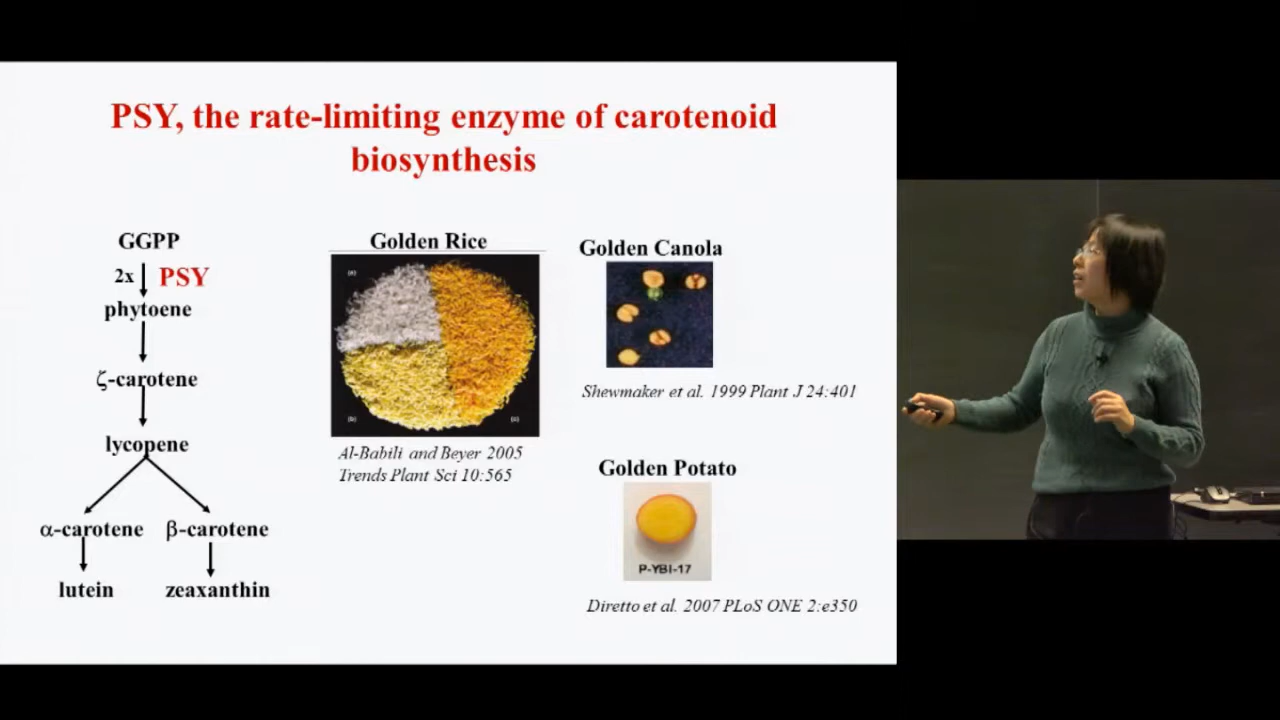 PSY, the rate-limiting enzyme of carotenoid
biosynthesis
GGPP
2x PSY
phytoene
ζ-carotene
lycopene
α-carotene β-carotene
lutein zeaxanthin
Golden Rice
(a)
(b) (c)
Al-Babili and Beyer 2005
Trends Plant Sci 10:565
Golden Canola
Shewmaker et al. 1999 Plant J 24:401
Golden Potato
P-YBI-17
Diretto et al. 2007 PLoS ONE 2:e350